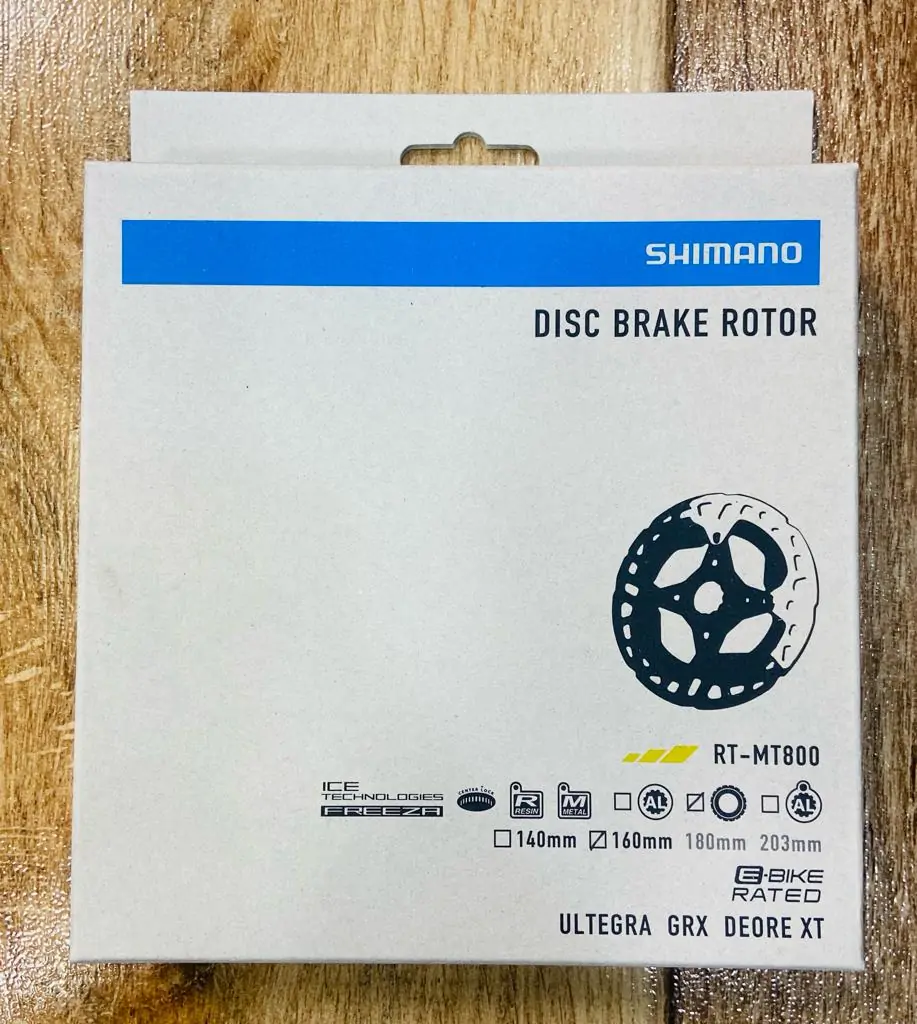 SHIMANO
DISC BRAKE ROTOR
RT-MT800
ICE
TECHNOLOGIES
FREEZA
CENTER LOCK
R
RESIN
M
METAL
AL
AL
140mm 160mm 180mm 203mm
E-BIKE
RATED
ULTEGRA GRX DEORE XT